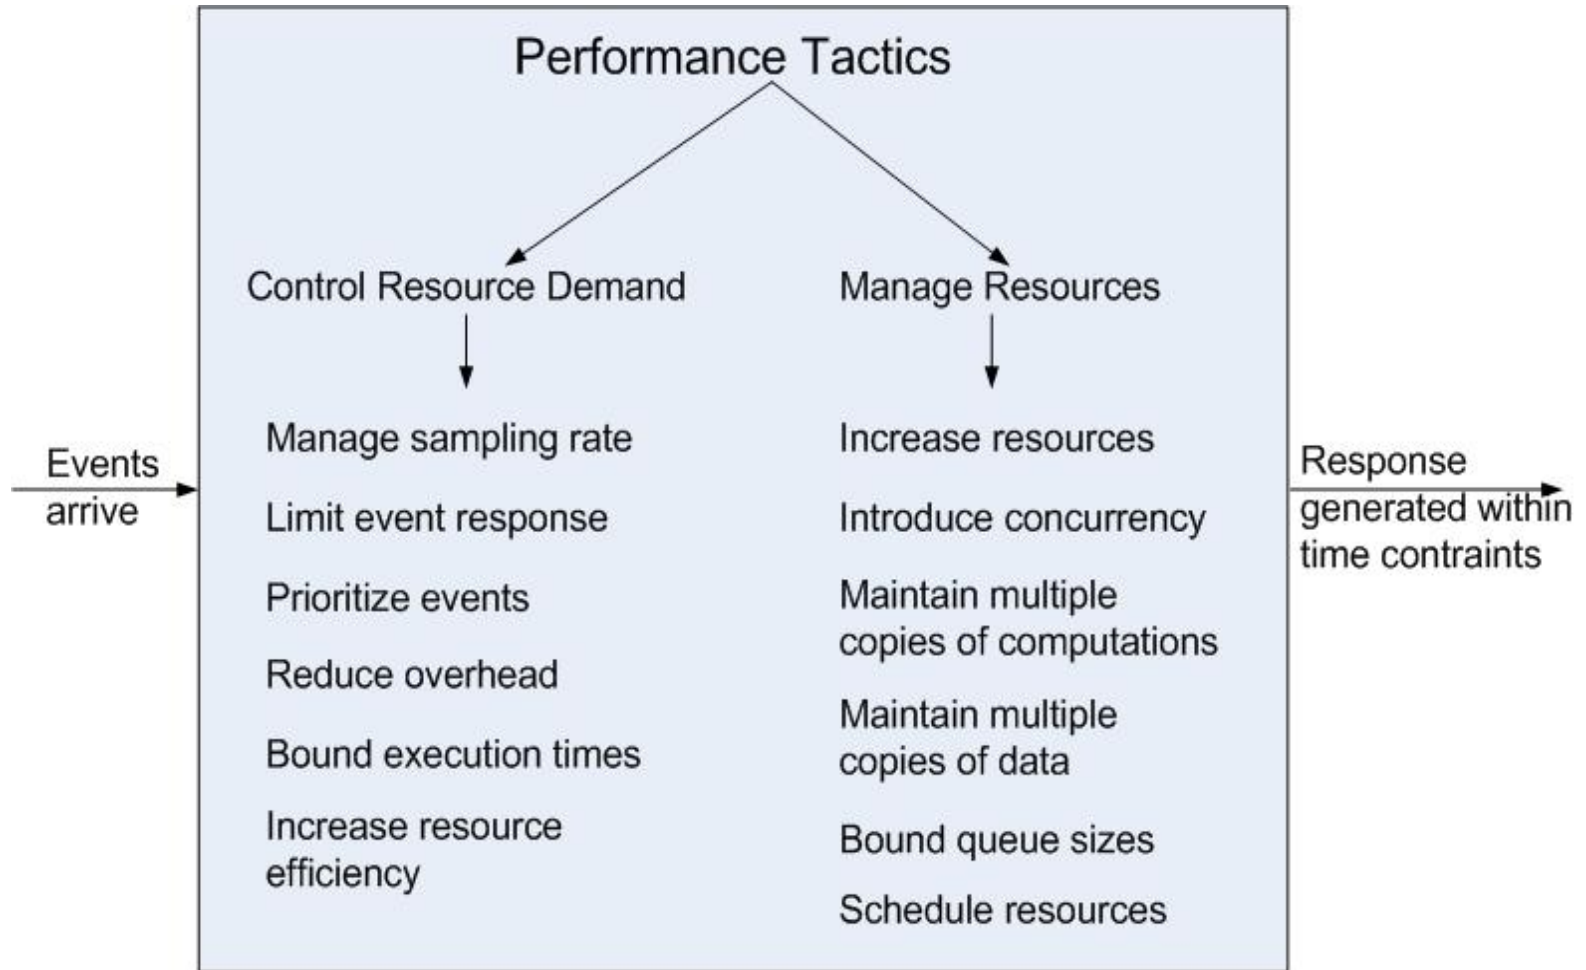 Performance Tactics
Control Resource Demand
Manage Resources
Events
arrive
Manage sampling rate
Limit event response
Prioritize events
Reduce overhead
Bound execution times
Increase resource
efficiency
Increase resources
Introduce concurrency
Maintain multiple
copies of computations
Maintain multiple
copies of data
Bound queue sizes
Schedule resources
Response
generated within
time contraints